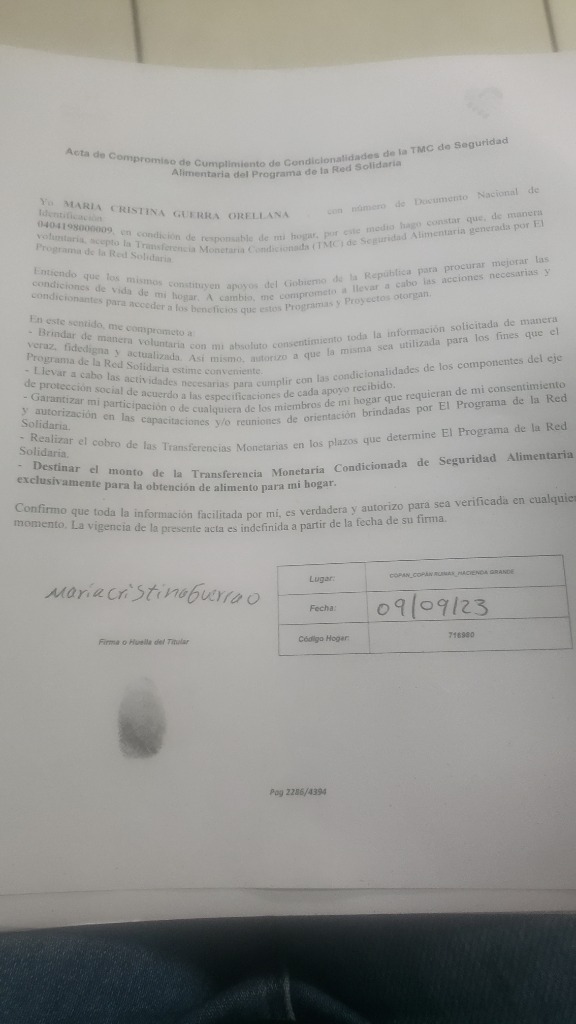 Acta de Compromiso de Cumplimiento de Condicionalidades de la TMC de Seguridad
Alimentaria del Programa de la Red Solidaria
Yo MARIA CRISTINA GUERRA ORELLANA con número de Documento Nacional de
Identificación
0404198000009, en condición de responsable de mi hogar, por este medio hago constar que, de manera
voluntaria, acepto la Transferencia Monetaria Condicionada (TMC) de Seguridad Alimentaria generada por El
Programa de la Red Solidaria
Entiendo que los mismos constituyen apoyos del Gobierno de la República para procurar mejorar las
condiciones de vida de mi hogar. A cambio, me comprometo a llevar a cabo las acciones necesarias y
condicionantes para acceder a los beneficios que estos Programas y Proyectos otorgan.
En este sentido, me comprometo a:
- Brindar de manera voluntaria con mi absoluto consentimiento toda la información solicitada de manera
veraz, fidedigna y actualizada. Así mismo, autorizo a que la misma sea utilizada para los fines que el
Programa de la Red Solidaria estime conveniente.
- Llevar a cabo las actividades necesarias para cumplir con las condicionalidades de los componentes del eje
de protección social de acuerdo a las especificaciones de cada apoyo recibido.
- Garantizar mi participación o de cualquiera de los miembros de mi hogar que requieran de mi consentimiento
y autorización en las capacitaciones y/o reuniones de orientación brindadas por El Programa de la Red
Solidaria.
- Realizar el cobro de las Transferencias Monetarias en los plazos que determine El Programa de la Red
Solidaria.
- Destinar el monto de la Transferencia Monetaria Condicionada de Seguridad Alimentaria
exclusivamente para la obtención de alimento para mi hogar.
Confirmo que toda la información facilitada por mi, es verdadera y autorizo para sea verificada en cualquier
momento. La vigencia de la presente acta es indefinida a partir de la fecha de su firma.
Maria cristina Guerra O
Firma o Huella del Titular
Lugar: COPAN_COPAN RUINAS_HACIENDA GRANDE
Fecha: 09/09/23
Código Hogar: 716980
Pag 2286/4394